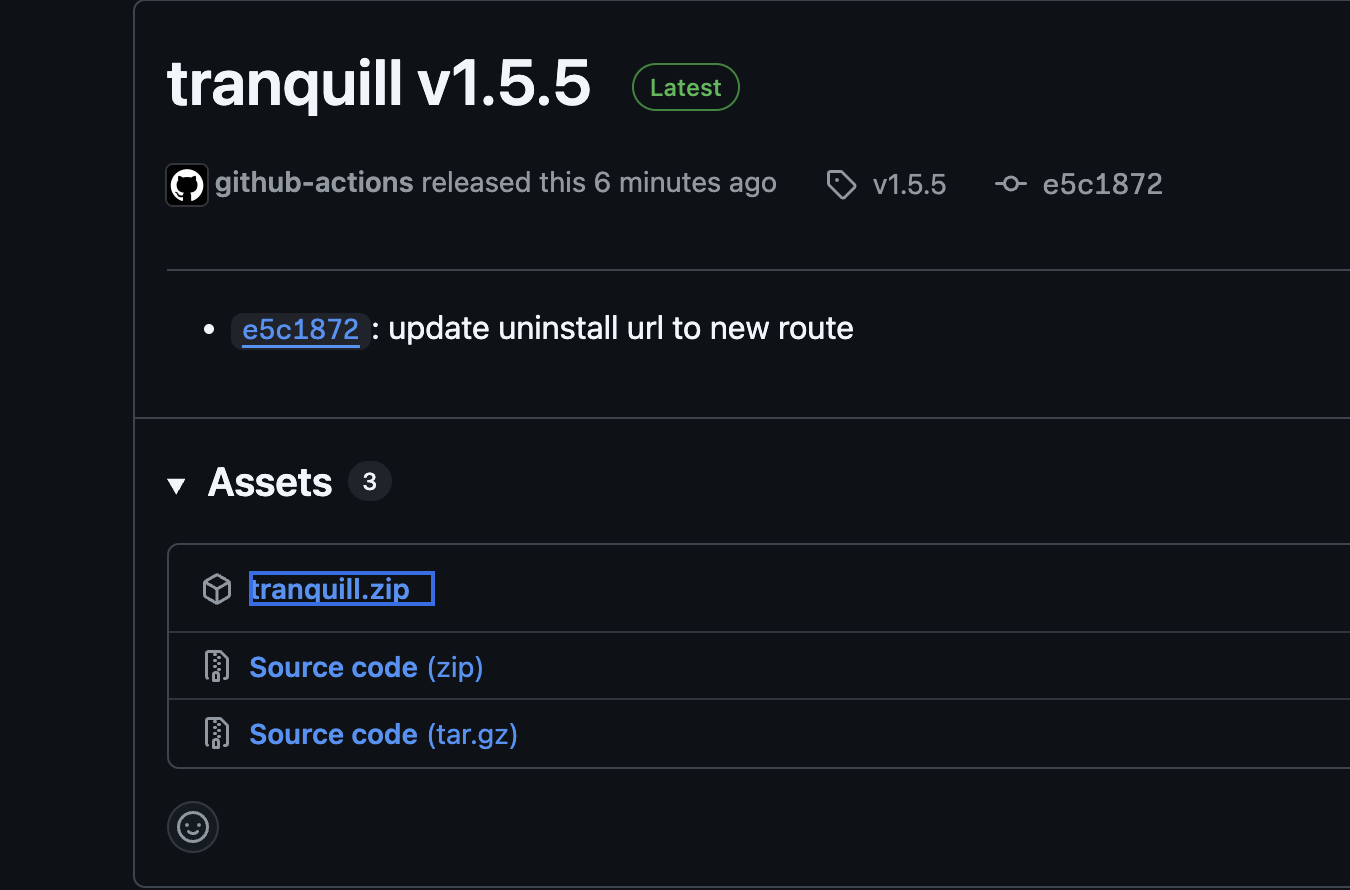 tranquill v1.5.5 Latest
github-actions released this 6 minutes ago v1.5.5 e5c1872
• e5c1872: update uninstall url to new route
Assets 3
tranquill.zip
Source code (zip)
Source code (tar.gz)